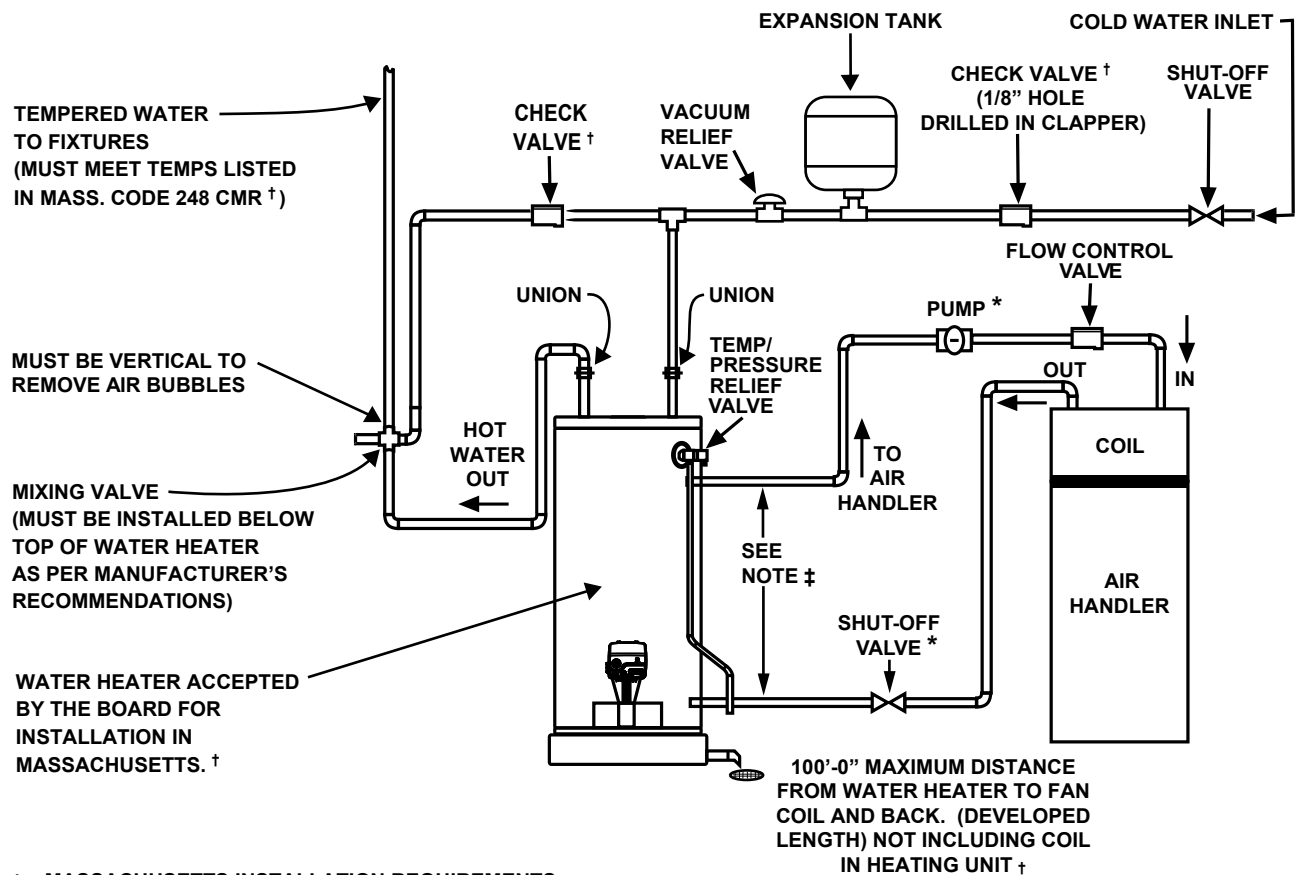 EXPANSION TANK
COLD WATER INLET
TEMPERED WATER
TO FIXTURES
(MUST MEET TEMPS LISTED
IN MASS. CODE 248 CMR †)
CHECK
VALVE †
VACUUM
RELIEF
VALVE
CHECK VALVE †
(1/8” HOLE
DRILLED IN CLAPPER)
SHUT-OFF
VALVE
FLOW CONTROL
VALVE
UNION
UNION
PUMP *
TEMP/
PRESSURE
RELIEF
VALVE
OUT
IN
MUST BE VERTICAL TO
REMOVE AIR BUBBLES
HOT
WATER
OUT
TO
AIR
HANDLER
COIL
MIXING VALVE
(MUST BE INSTALLED BELOW
TOP OF WATER HEATER
AS PER MANUFACTURER’S
RECOMMENDATIONS)
SEE
NOTE ‡
AIR
HANDLER
SHUT-OFF
VALVE *
WATER HEATER ACCEPTED
BY THE BOARD FOR
INSTALLATION IN
MASSACHUSETTS. †
100’-0” MAXIMUM DISTANCE
FROM WATER HEATER TO FAN
COIL AND BACK. (DEVELOPED
LENGTH) NOT INCLUDING COIL
IN HEATING UNIT †
MASSACHUSETTS INSTALLATION REQUIREMENTS